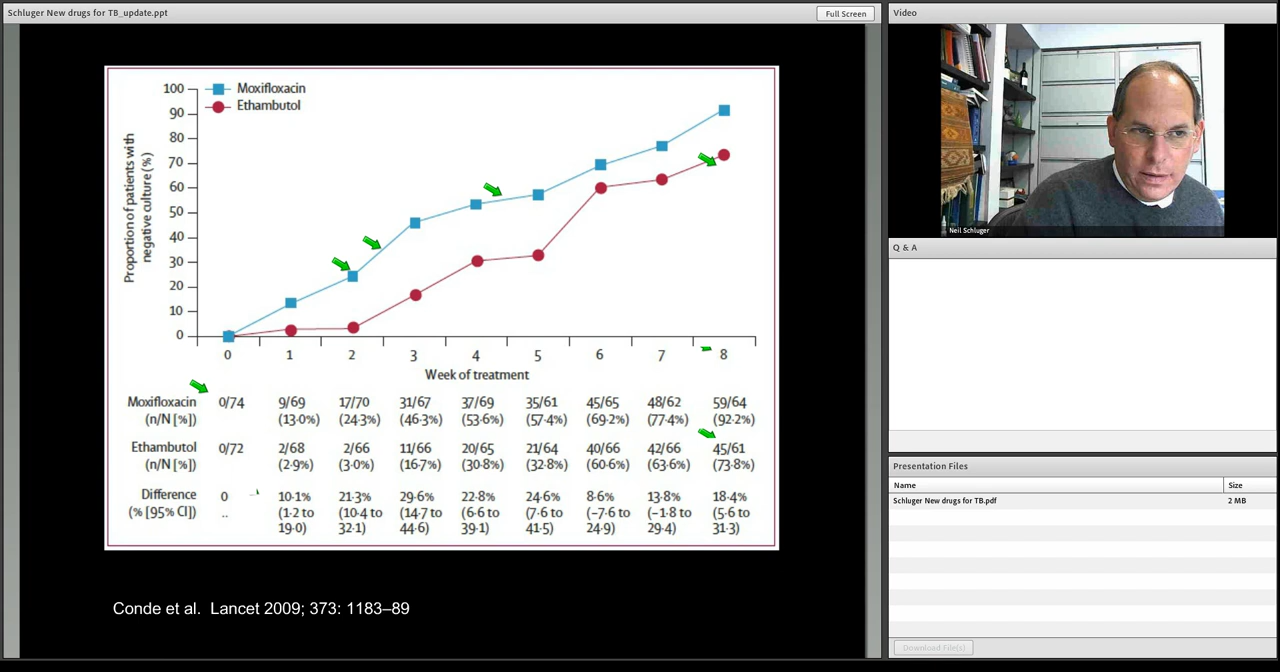 Schluger New drugs for TB_update.ppt
Full Screen
Moxifloxacin
Ethambutol
Proportion of patients with
negative culture (%)
100
90
80
70
60
50
40
30
20
10
0
0 1 2 3 4 5 6 7 8
Week of treatment
Moxifloxacin 0/74 9/69 17/70 31/67 37/69 35/61 45/65 48/62 59/64
(n/N [%]) (13·0%) (24·3%) (46·3%) (53·6%) (57·4%) (69·2%) (77·4%) (92·2%)
Ethambutol 0/72 2/68 2/66 11/66 20/65 21/64 40/66 42/66 45/61
(n/N [%]) (2·9%) (3·0%) (16·7%) (30·8%) (32·8%) (60·6%) (63·6%) (73·8%)
Difference 0 10·1% 21·3% 29·6% 22·8% 24·6% 8·6% 13·8% 18·4%
(% [95% CI]) .. (1·2 to (10·4 to (14·7 to (6·6 to (7·6 to (−7·6 to (−1·8 to (5·6 to
19·0) 32·1) 44·6) 39·1) 41·5) 24·9) 29·4) 31·3)
Conde et al. Lancet 2009; 373: 1183–89
Video
Neil Schluger
Q & A
Presentation Files
Name Size
Schluger New drugs for TB.pdf 2 MB
Download File(s)